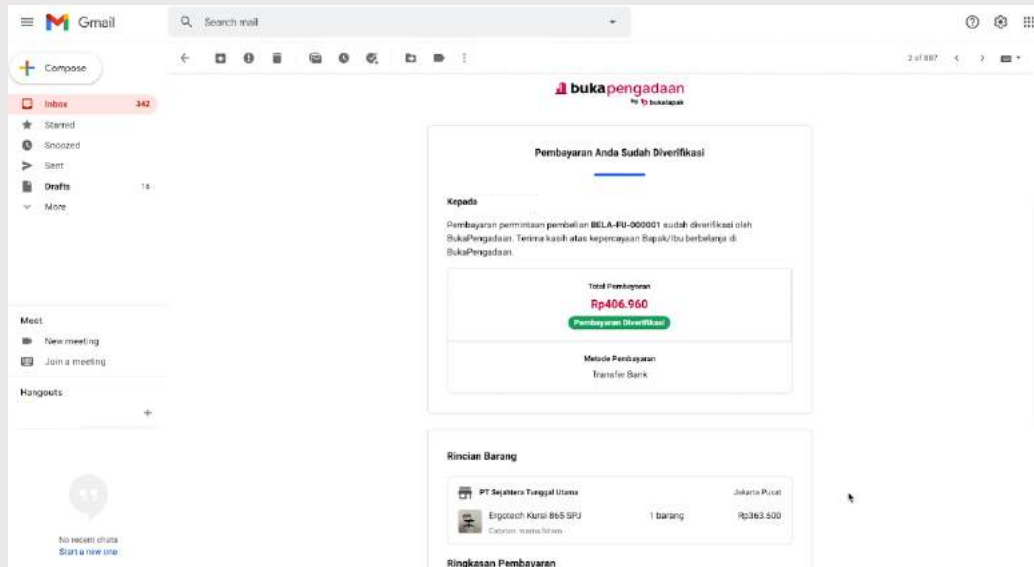 Gmail
Search mail
Compose
2 of 887
Inbox 342
Starred
Snoozed
Sent
Drafts 16
More
bukapengadaan
by bukalapak
Pembayaran Anda Sudah Diverifikasi
Kepada
Pembayaran permintaan pembelian BELA-PU-000001 sudah diverifikasi oleh
BukaPengadaan. Terima kasih atas kepercayaan Bapak/Ibu berbelanja di
BukaPengadaan.
Total Pembayaran
Rp406.960
Pembayaran Diverifikasi
Metode Pembayaran
Transfer Bank
Meet
New meeting
Join a meeting
Hangouts
No recent chats
Start a new one
Rincian Barang
PT Sejahtera Tunggal Utama Jakarta Pusat
Ergotech Kursi 865 SPJ 1 barang Rp363.600
Ringkasan Pembayaran